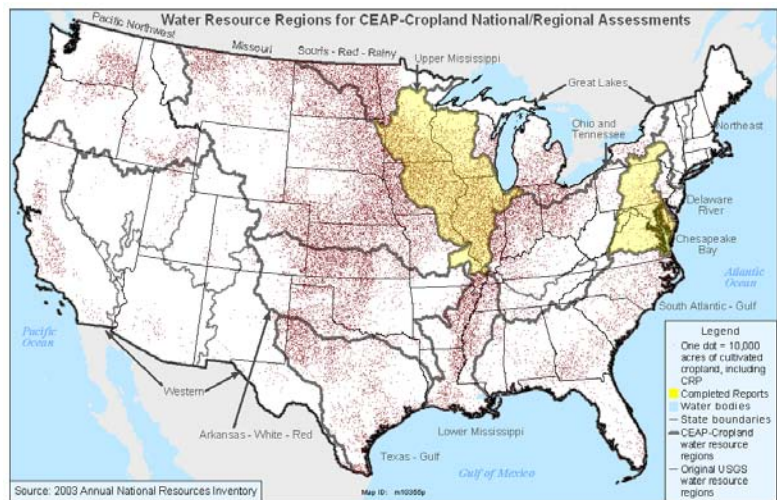 Water Resource Regions for CEAP-Cropland National/Regional Assessments
Pacific Northwest
Missouri
Souris - Red - Rainy
Upper Mississippi
Great Lakes
Ohio and
Tennessee
Northeast
Delaware
River
Chesapeake
Bay
Atlantic
Ocean
South Atlantic - Gulf
Pacific
Ocean
Western
Arkansas - White - Red
Texas - Gulf
Lower Mississippi
Gulf of Mexico
Legend
One dot = 10,000
acres of cultivated
cropland, including
CRP
Completed Reports
Water bodies
State boundaries
CEAP-Cropland
water resource
regions
Original USGS
water resource
regions
Source: 2003 Annual National Resources Inventory
Map ID: m10366p